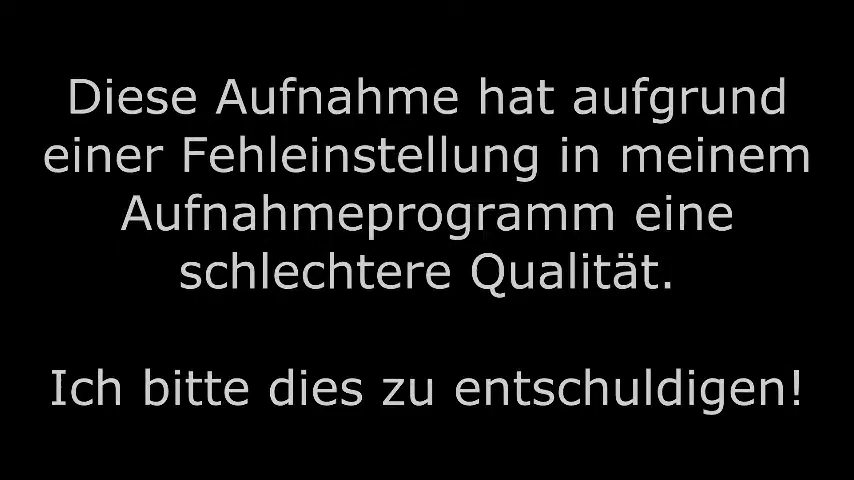 Diese Aufnahme hat aufgrund
einer Fehleinstellung in meinem
Aufnahmeprogramm eine
schlechtere Qualität.
Ich bitte dies zu entschuldigen!